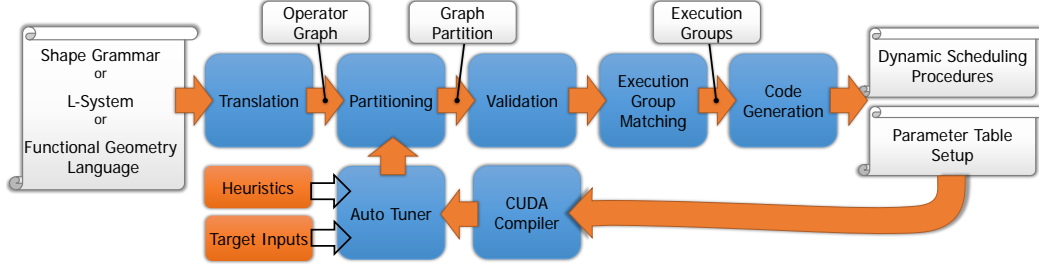 Shape Grammar
or
L-System
or
Functional Geometry
Language
Translation
Operator
Graph
Partitioning
Graph
Partition
Validation
Execution
Group
Matching
Execution
Groups
Code
Generation
Dynamic Scheduling
Procedures
Parameter Table
Setup
Heuristics
Target Inputs
Auto Tuner
CUDA
Compiler